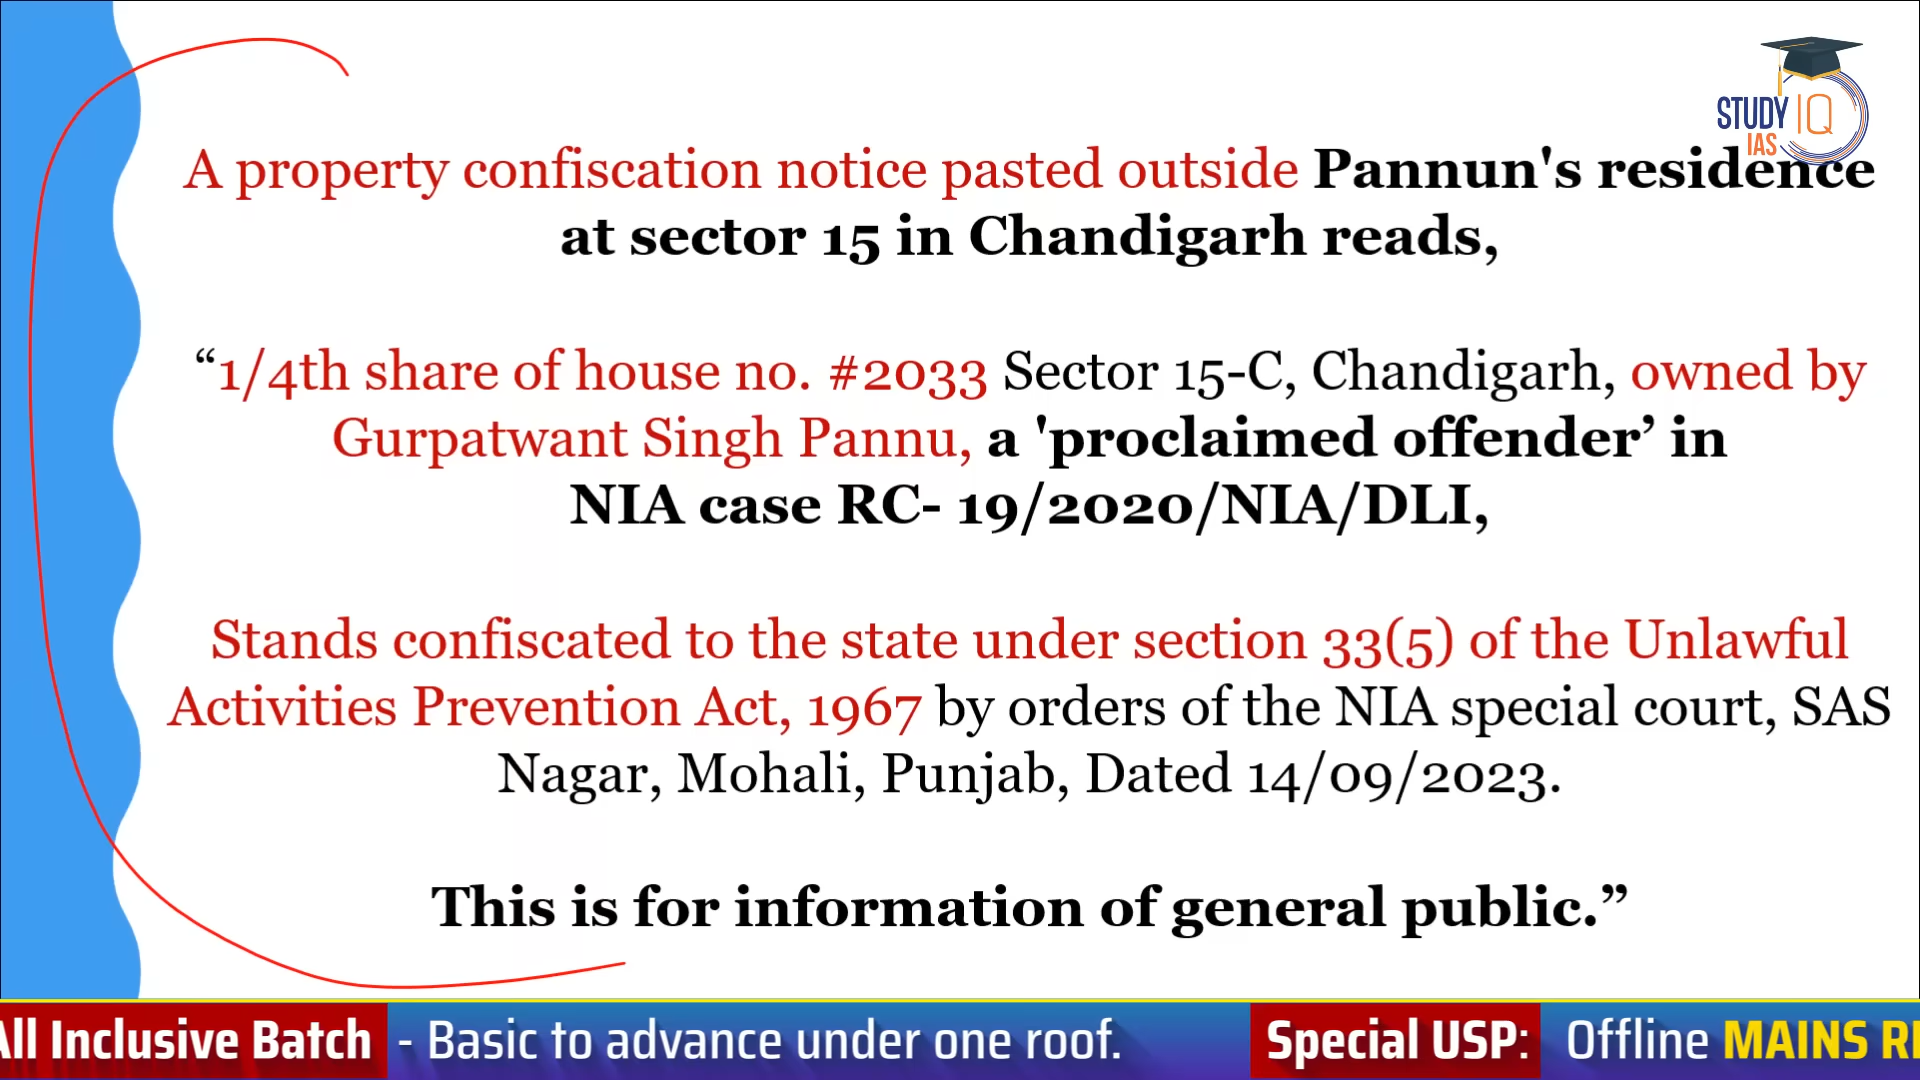 STUDY IQ
IAS
A property confiscation notice pasted outside Pannun's residence
at sector 15 in Chandigarh reads,
“1/4th share of house no. #2033 Sector 15-C, Chandigarh, owned by
Gurpatwant Singh Pannu, a 'proclaimed offender’ in
NIA case RC- 19/2020/NIA/DLI,
Stands confiscated to the state under section 33(5) of the Unlawful
Activities Prevention Act, 1967 by orders of the NIA special court, SAS
Nagar, Mohali, Punjab, Dated 14/09/2023.
This is for information of general public.”
All Inclusive Batch - Basic to advance under one roof. Special USP: Offline MAINS